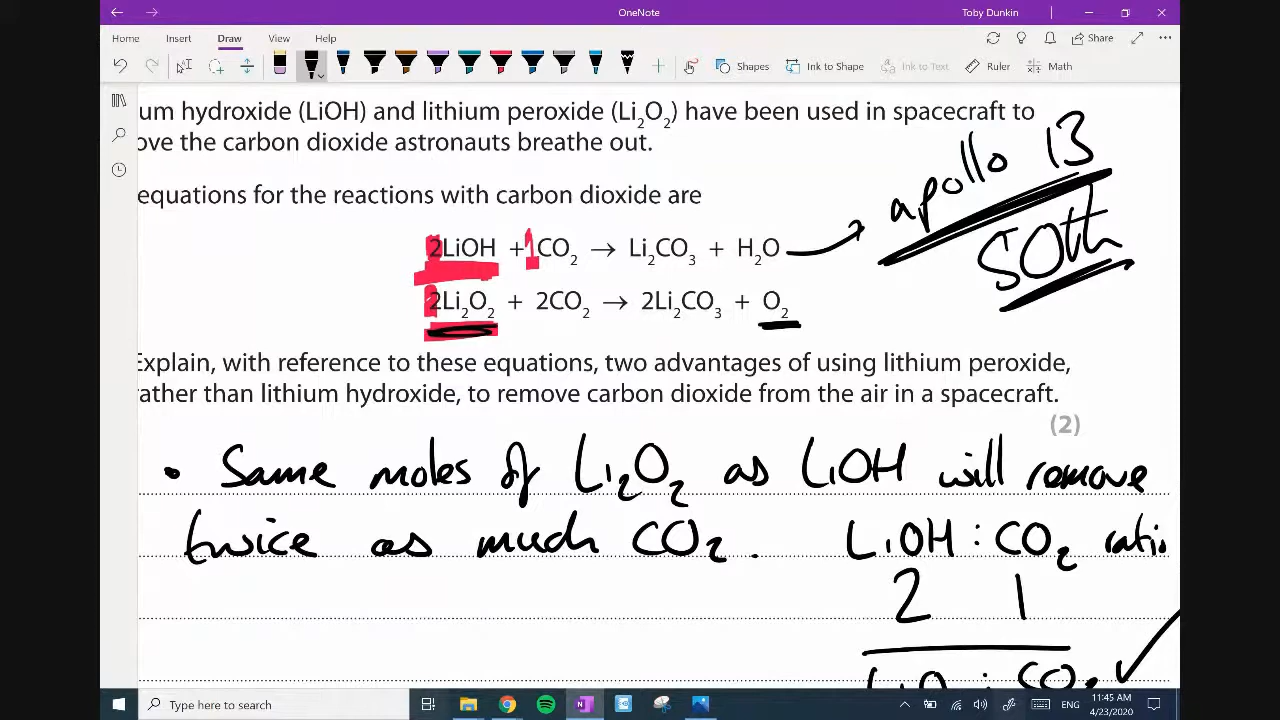 OneNote
Toby Dunkin
Home Insert Draw View Help
Share
Shapes Ink to Shape Ink to Text Ruler Math
um hydroxide (LiOH) and lithium peroxide (Li₂O₂) have been used in spacecraft to
ove the carbon dioxide astronauts breathe out.
apollo 13
50th
equations for the reactions with carbon dioxide are
2LiOH + 1CO₂ → Li₂CO₃ + H₂O
2Li₂O₂ + 2CO₂ → 2Li₂CO₃ + O₂
Explain, with reference to these equations, two advantages of using lithium peroxide,
rather than lithium hydroxide, to remove carbon dioxide from the air in a spacecraft.
(2)
• Same moles of Li₂O₂ as LiOH will remove
twice as much CO₂. LiOH : CO₂ ratio
2 1
Type here to search
ENG
11:45 AM
4/23/2020